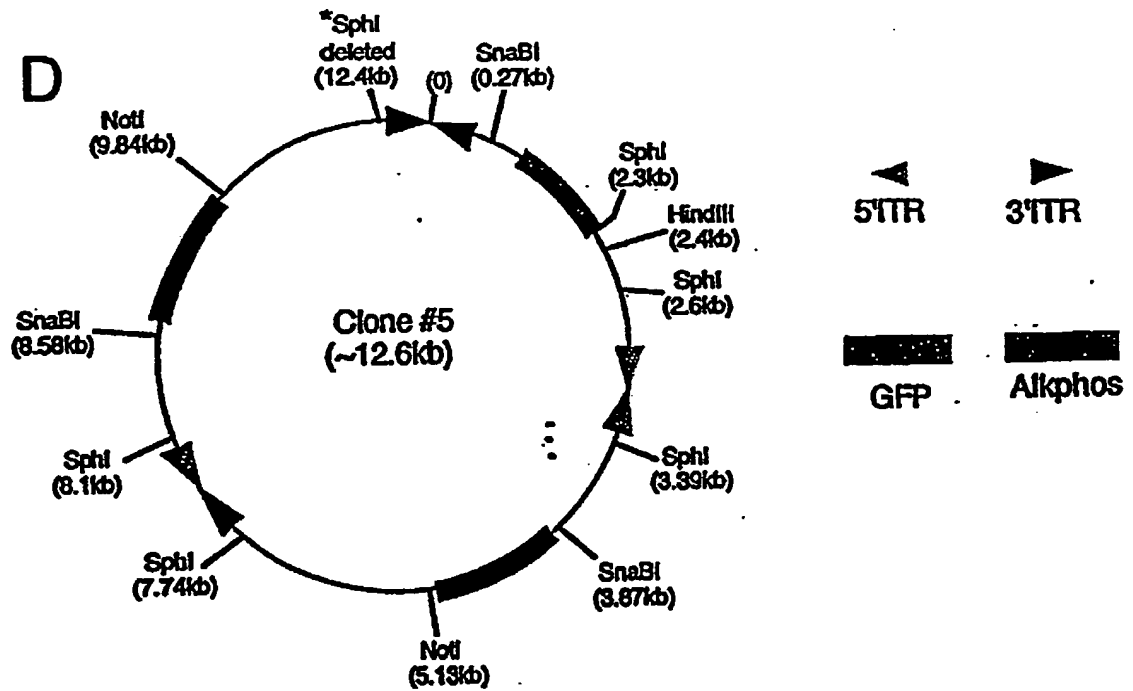 D
*SphI
deleted
(12.4kb)
(0)
SnaBI
(0.27kb)
NotI
(9.84kb)
SphI
(2.3kb)
HindIII
(2.4kb)
SphI
(2.6kb)
5'ITR
3'ITR
Clone #5
(~12.6kb)
SnaBI
(8.58kb)
GFP
Alkphos
SphI
(8.1kb)
SphI
(3.39kb)
SphI
(7.74kb)
SnaBI
(3.87kb)
NotI
(5.13kb)